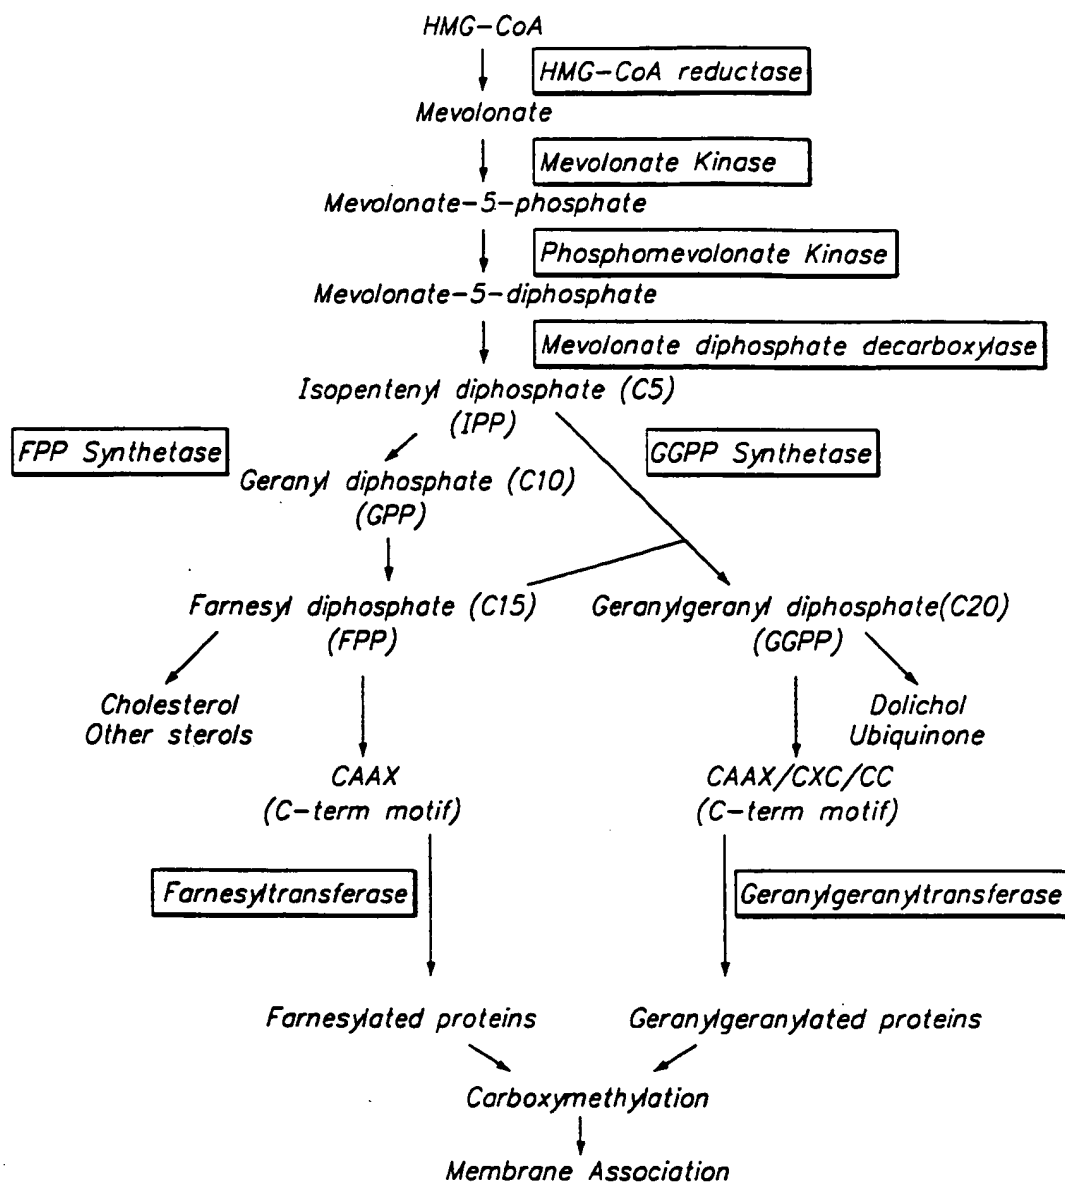 HMG-CoA
HMG-CoA reductase
Mevolonate
Mevolonate Kinase
Mevolonate-5-phosphate
Phosphomevolonate Kinase
Mevolonate-5-diphosphate
Mevolonate diphosphate decarboxylase
Isopentenyl diphosphate (C5)
(IPP)
FPP Synthetase
GGPP Synthetase
Geranyl diphosphate (C10)
(GPP)
Farnesyl diphosphate (C15)
(FPP)
Geranylgeranyl diphosphate(C20)
(GGPP)
Cholesterol
Other sterols
Dolichol
Ubiquinone
CAAX
(C-term motif)
CAAX/CXC/CC
(C-term motif)
Farnesyltransferase
Geranylgeranyltransferase
Farnesylated proteins
Geranylgeranylated proteins
Carboxymethylation
Membrane Association